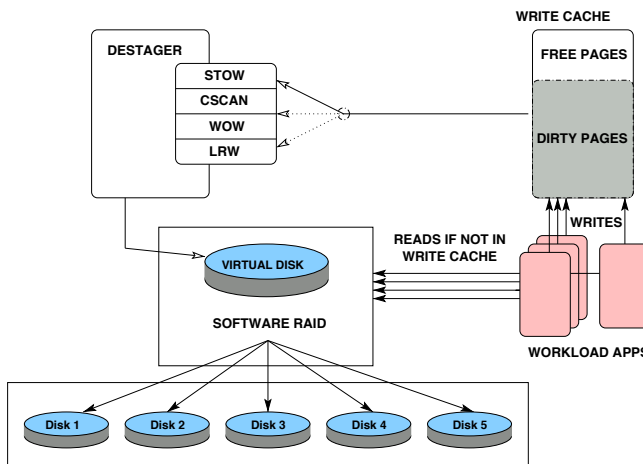 WRITE CACHE
DESTAGER
FREE PAGES
STOW
CSCAN
WOW
LRW
DIRTY PAGES
WRITES
READS IF NOT IN
WRITE CACHE
VIRTUAL DISK
SOFTWARE RAID
WORKLOAD APPS
Disk 1
Disk 2
Disk 3
Disk 4
Disk 5